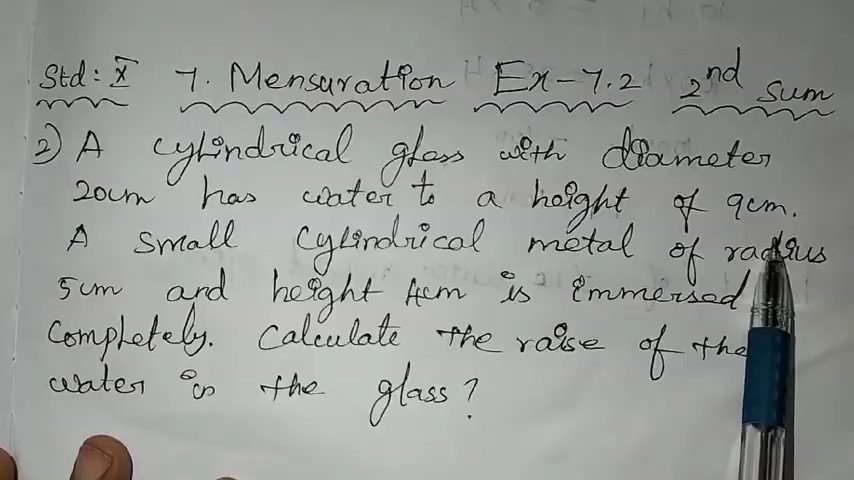 Std: X 7. Mensuration Ex-7.2 2nd sum
2) A cylindrical glass with diameter
20cm has water to a height of 9cm.
A small cylindrical metal of radius
5cm and height 4cm is immersed
completely. Calculate the raise of the
water in the glass?